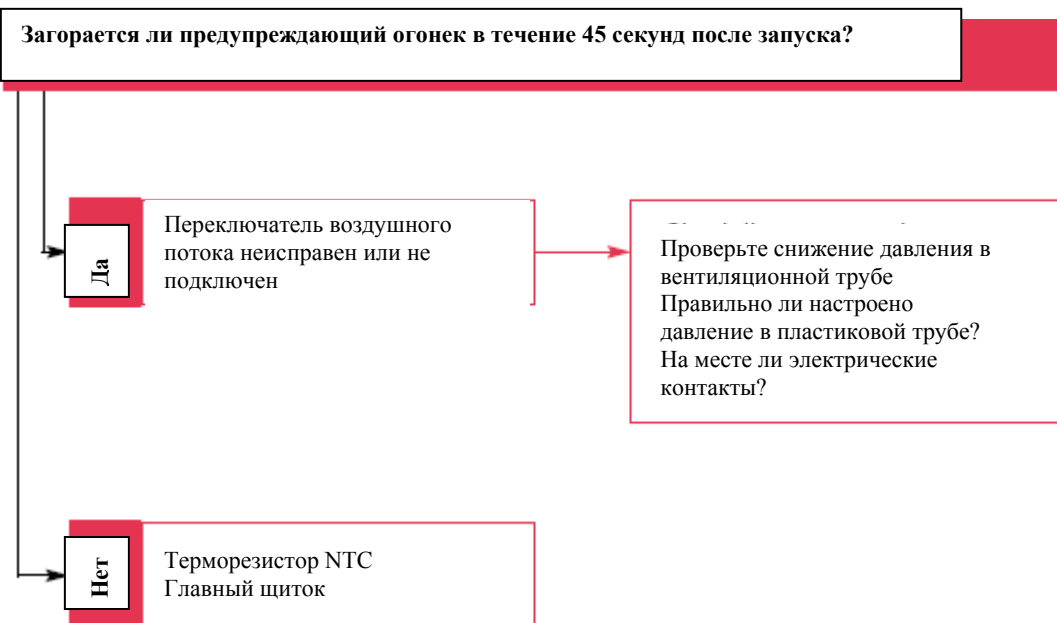 Загорается ли предупреждающий огонек в течение 45 секунд после запуска?
Да
Переключатель воздушного
потока неисправен или не
подключен
Проверьте снижение давления в
вентиляционной трубе
Правильно ли настроено
давление в пластиковой трубе?
На месте ли электрические
контакты?
Нет
Терморезистор NTC
Главный щиток